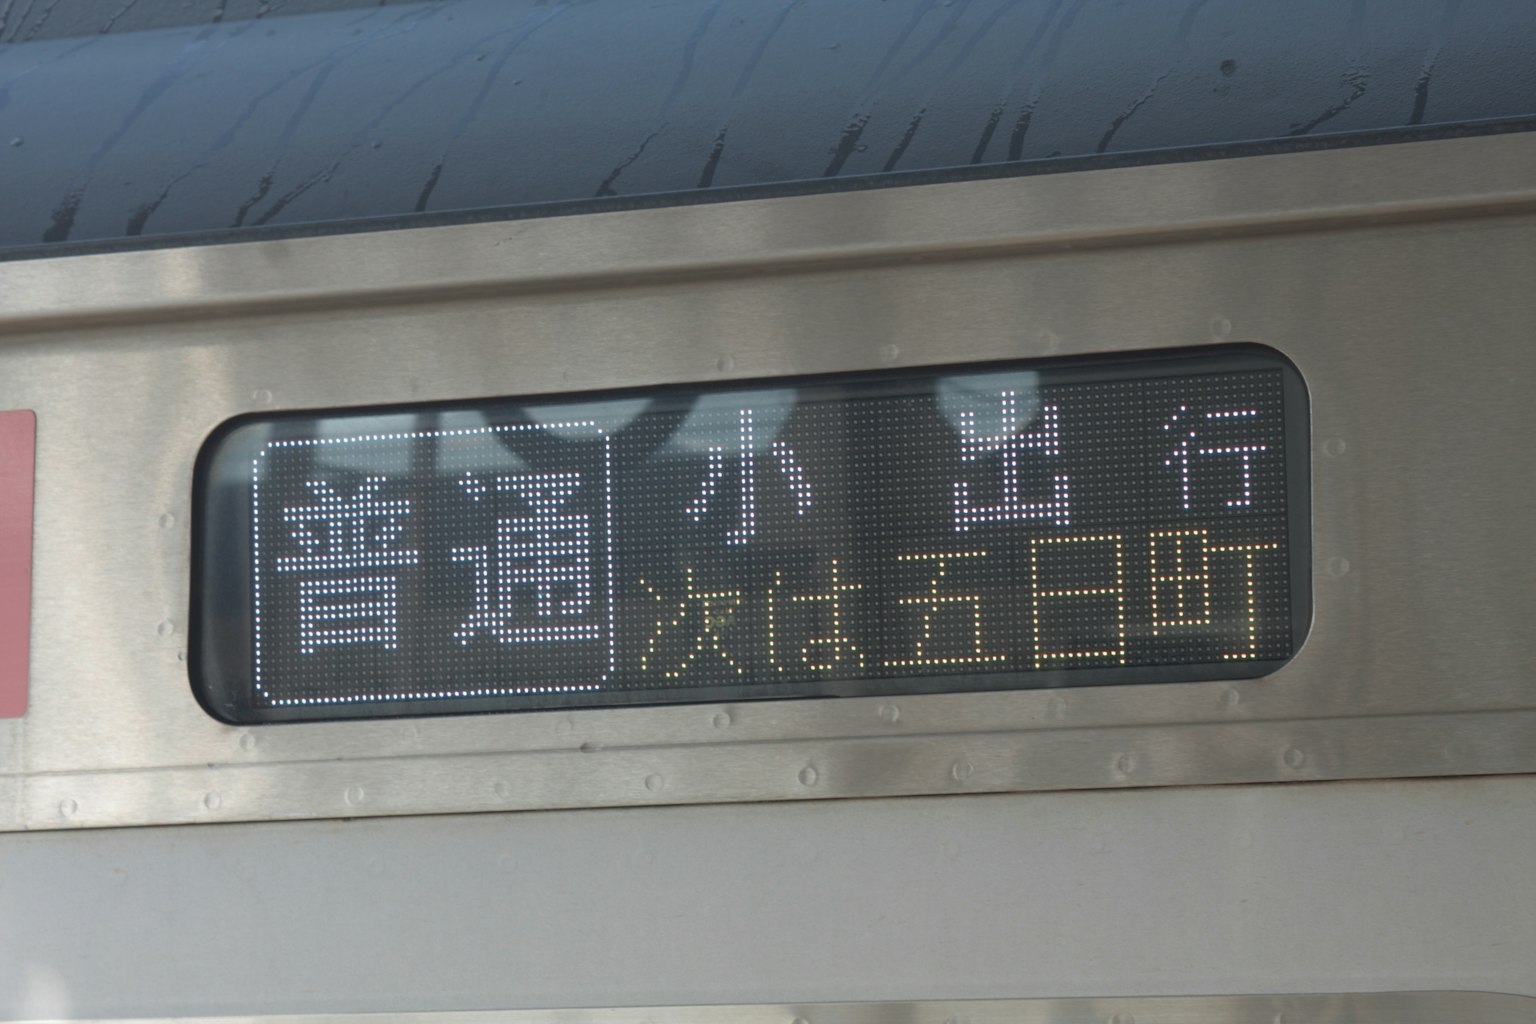 普通
小出 行
次は五日町